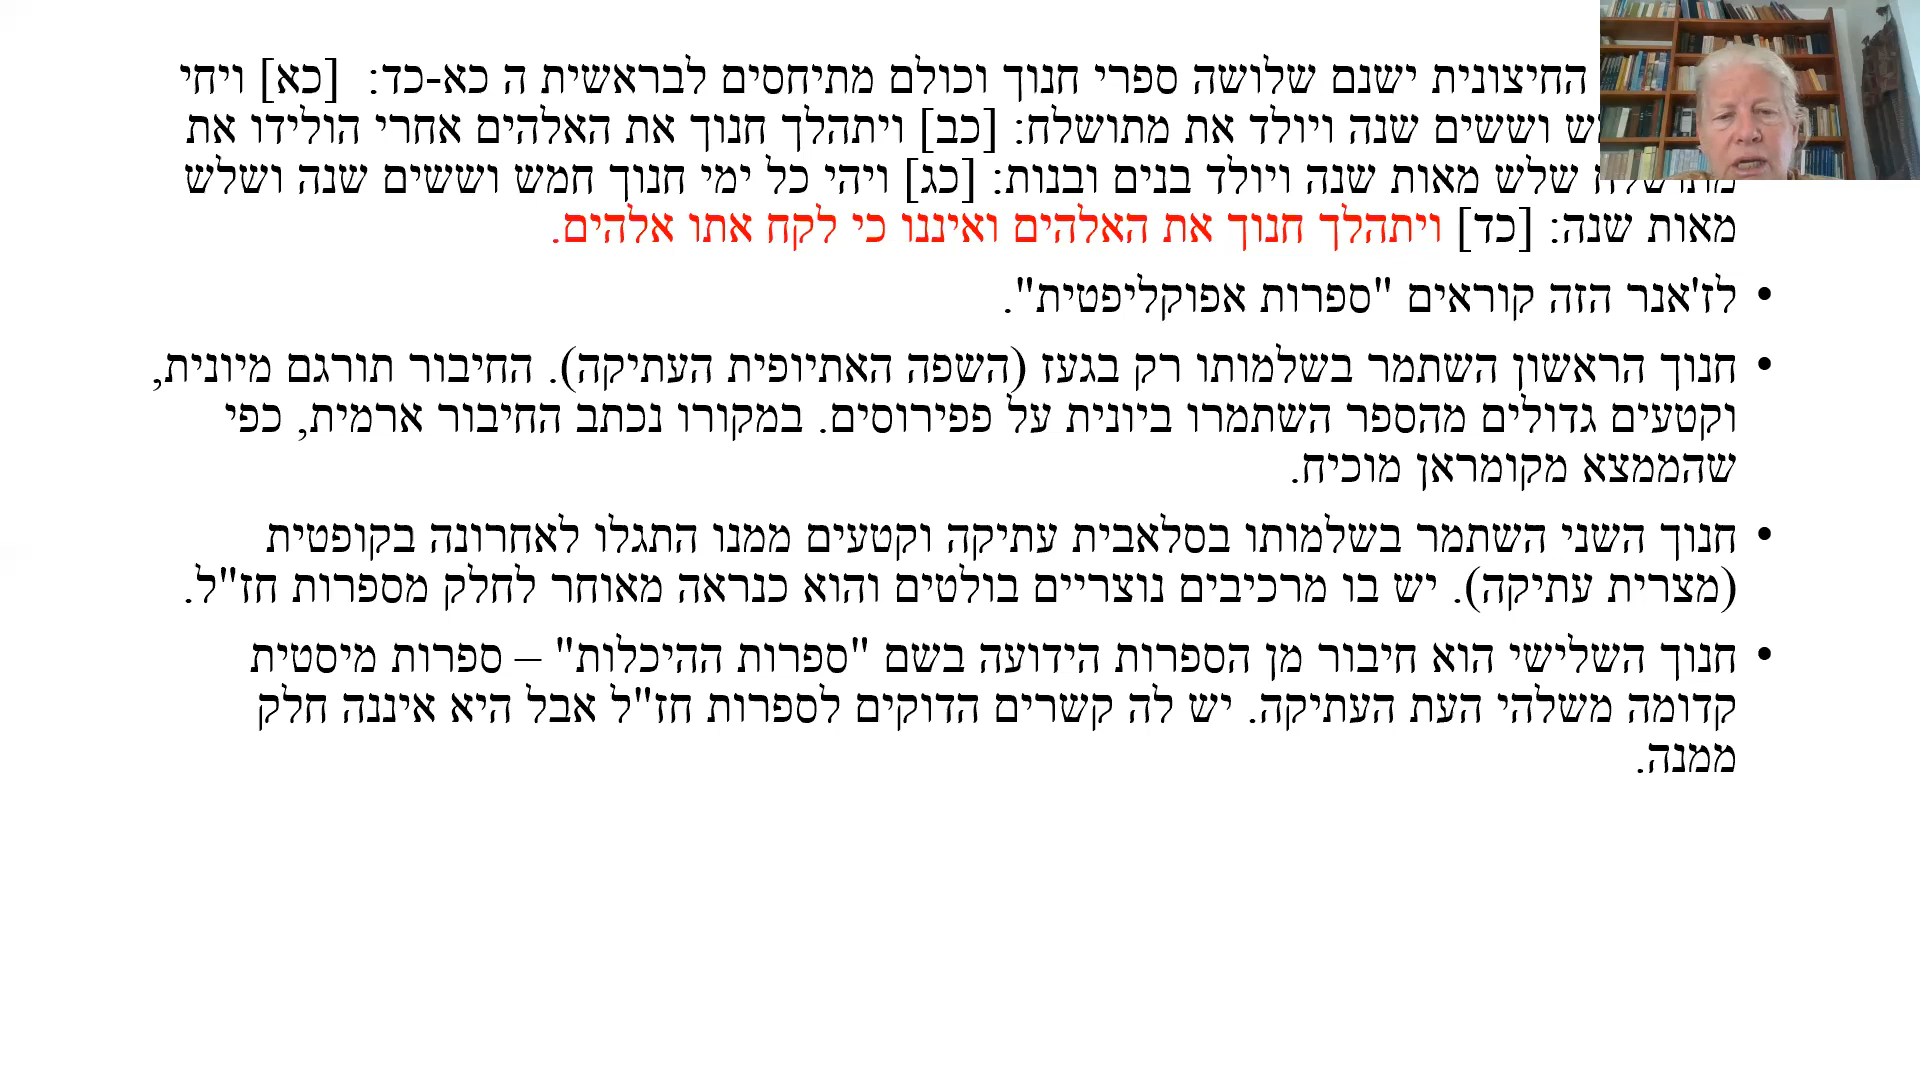 החיצונית ישנם שלושה ספרי חנוך וכולם מתיחסים לבראשית ה כא-כד: [כא] ויחי
וששים שנה ויולד את מתושלח: [כב] ויתהלך חנוך את האלהים אחרי הולידו את
שלש מאות שנה ויולד בנים ובנות: [כג] ויהי כל ימי חנוך חמש וששים שנה ושלש
מאות שנה: [כד] ויתהלך חנוך את האלהים ואיננו כי לקח אתו אלהים.
• לז'אנר הזה קוראים "ספרות אפוקליפטית".
• חנוך הראשון השתמר בשלמותו רק בגעז (השפה האתיופית העתיקה). החיבור תורגם מיונית,
וקטעים גדולים מהספר השתמרו ביונית על פפירוסים. במקורו נכתב החיבור ארמית, כפי
שהממצא מקומראן מוכיח.
• חנוך השני השתמר בשלמותו בסלאבית עתיקה וקטעים ממנו התגלו לאחרונה בקופטית
(מצרית עתיקה). יש בו מרכיבים נוצריים בולטים והוא כנראה מאוחר לחלק מספרות חז"ל.
• חנוך השלישי הוא חיבור מן הספרות הידועה בשם "ספרות ההיכלות" – ספרות מיסטית
קדומה משלהי העת העתיקה. יש לה קשרים הדוקים לספרות חז"ל אבל היא איננה חלק
ממנה.